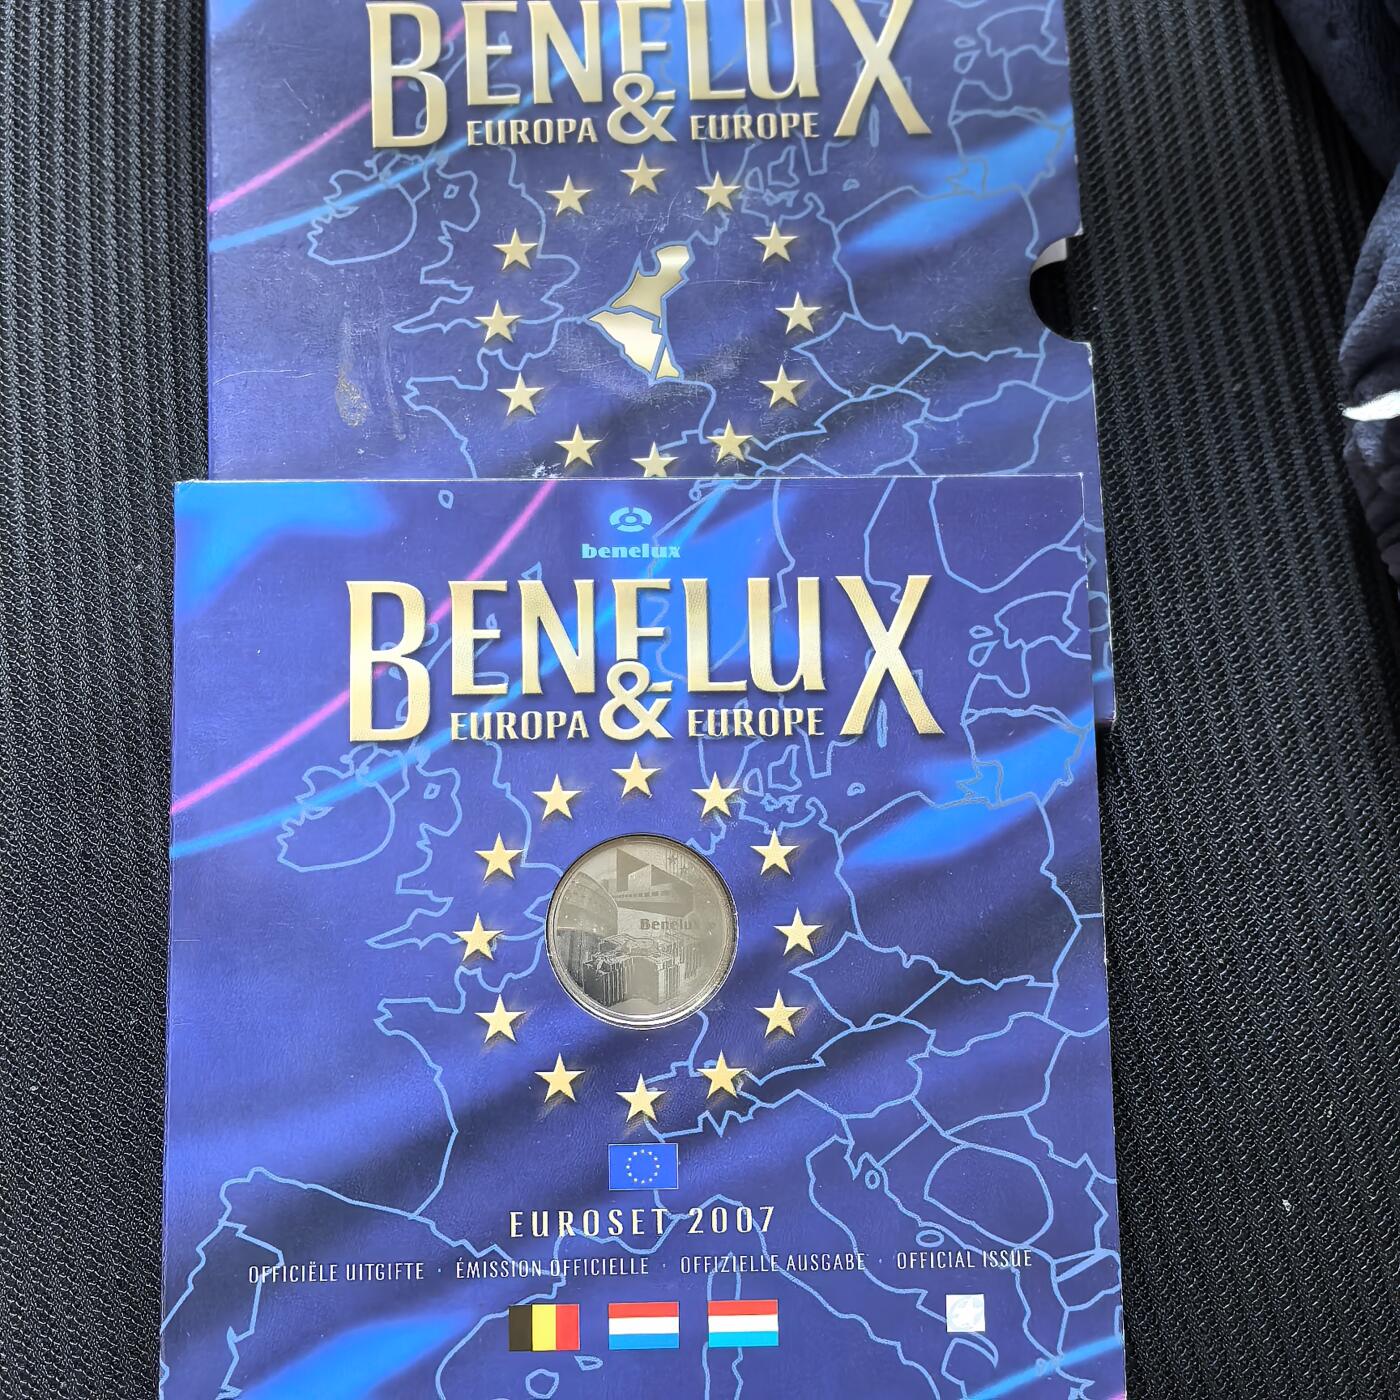 BENELUX
EUROPA & EUROPE
benelux
BENELUX
EUROPA & EUROPE
Benelux
EUROSET 2007
OFFICIËLE UITGIFTE · ÉMISSION OFFICIELLE · OFFIZIELLE AUSGABE · OFFICIAL ISSUE